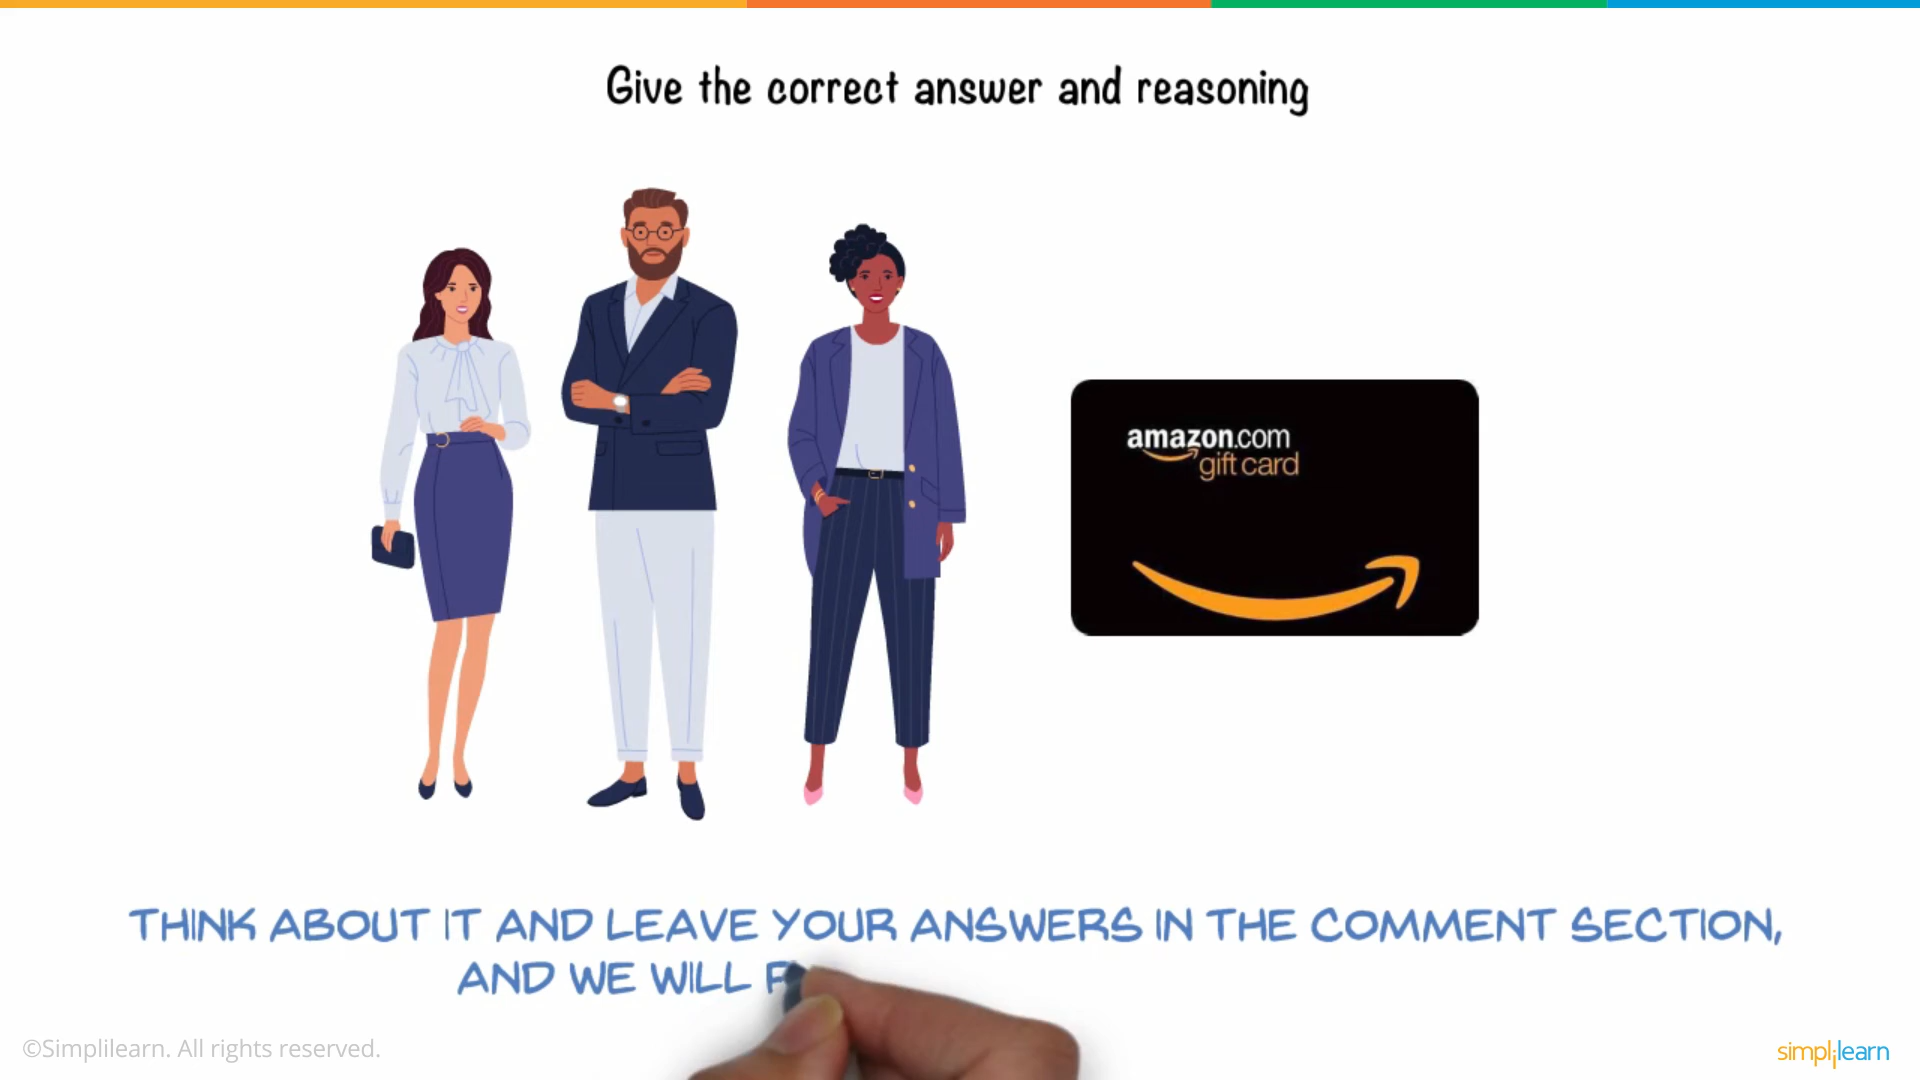 Give the correct answer and reasoning
amazon.com
gift card
THINK ABOUT IT AND LEAVE YOUR ANSWERS IN THE COMMENT SECTION,
AND WE WILL
©Simplilearn. All rights reserved.
simplilearn